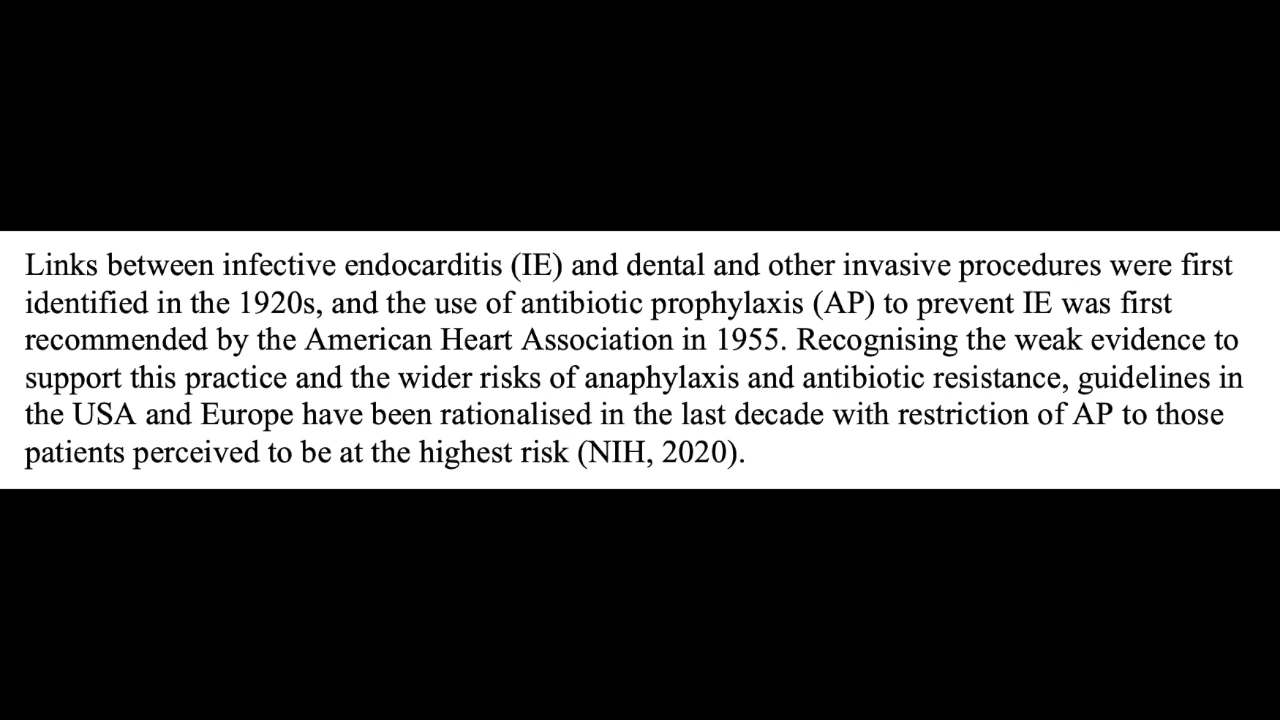 Links between infective endocarditis (IE) and dental and other invasive procedures were first
identified in the 1920s, and the use of antibiotic prophylaxis (AP) to prevent IE was first
recommended by the American Heart Association in 1955. Recognising the weak evidence to
support this practice and the wider risks of anaphylaxis and antibiotic resistance, guidelines in
the USA and Europe have been rationalised in the last decade with restriction of AP to those
patients perceived to be at the highest risk (NIH, 2020).